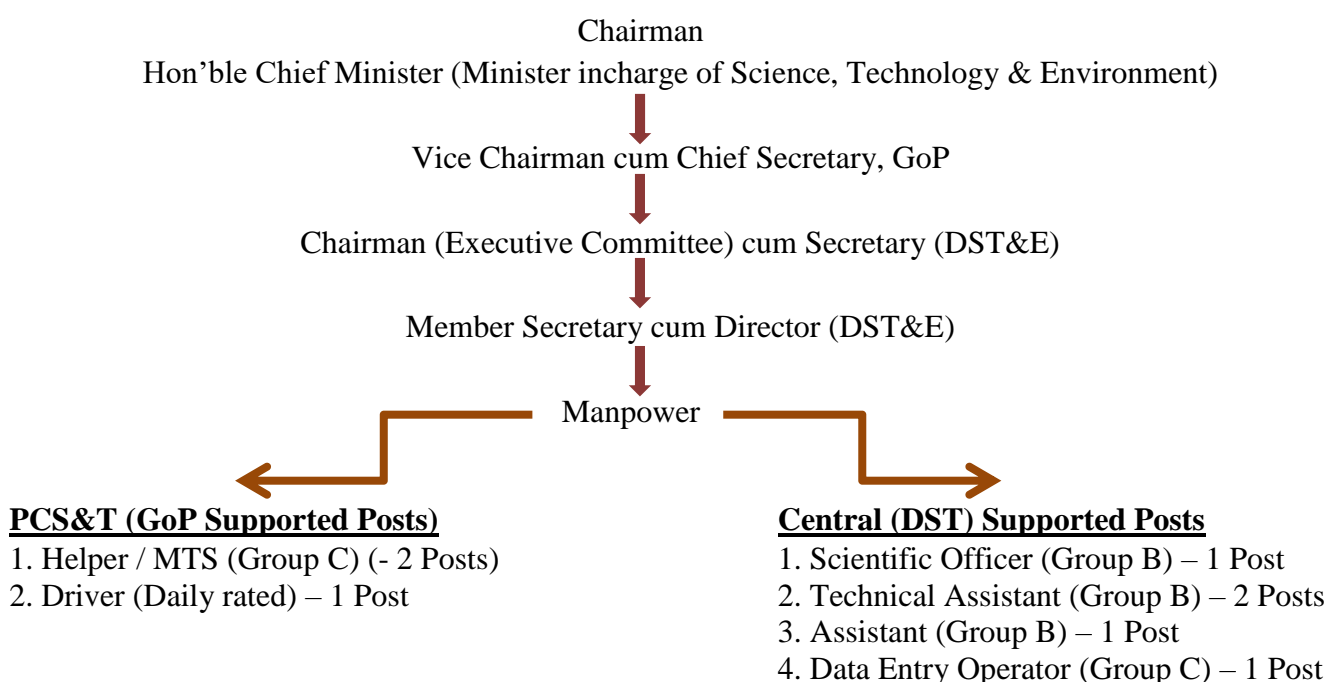 Chairman
Hon’ble Chief Minister (Minister incharge of Science, Technology & Environment)
Vice Chairman cum Chief Secretary, GoP
Chairman (Executive Committee) cum Secretary (DST&E)
Member Secretary cum Director (DST&E)
Manpower
PCS&T (GoP Supported Posts)
1. Helper / MTS (Group C) (- 2 Posts)
2. Driver (Daily rated) – 1 Post
Central (DST) Supported Posts
1. Scientific Officer (Group B) – 1 Post
2. Technical Assistant (Group B) – 2 Posts
3. Assistant (Group B) – 1 Post
4. Data Entry Operator (Group C) – 1 Post